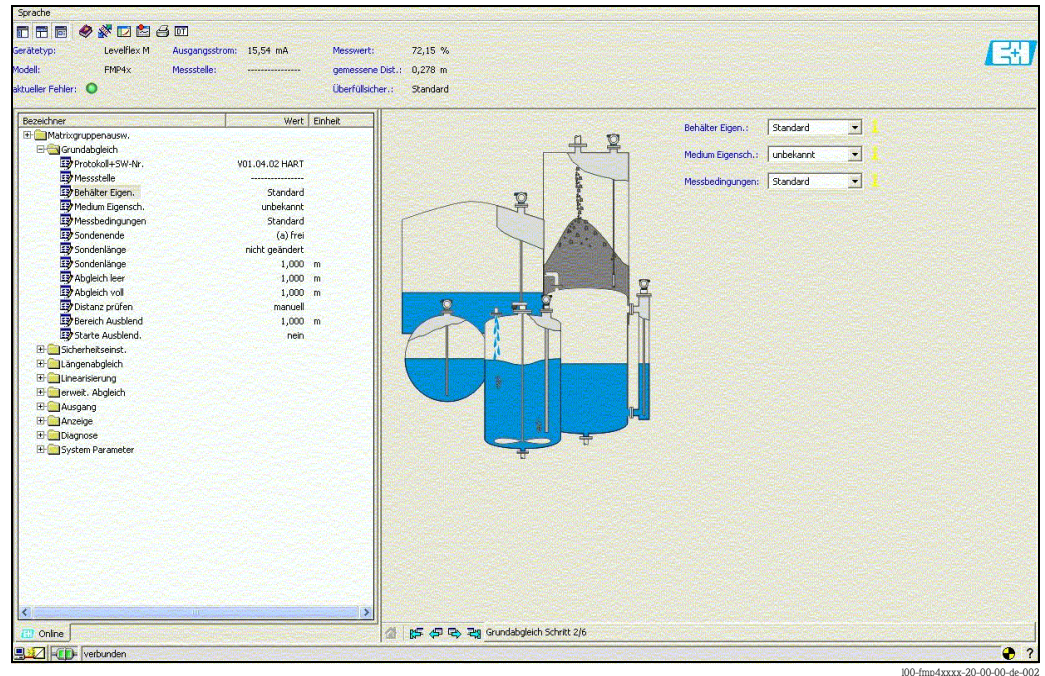 Sprache
DT
Gerätetyp: Levelflex M Ausgangsstrom: 15,54 mA Messwert: 72,15 %
Modell: FMP4x Messstelle: --------------- gemessene Dist.: 0,278 m
aktueller Fehler: Überfüllsicher.: Standard
E+H
Bezeichner Wert Einheit
Matrixgruppenausw.
Grundabgleich
Protokoll+SW-Nr. V01.04.02 HART
Messstelle ---------------
Behälter Eigen. Standard
Medium Eigensch. unbekannt
Messbedingungen Standard
Sondenende (a) frei
Sondenlänge nicht geändert
Sondenlänge 1,000 m
Abgleich leer 1,000 m
Abgleich voll 1,000 m
Distanz prüfen manuell
Bereich Ausblend 1,000 m
Starte Ausblend. nein
Sicherheitseinst.
Längenabgleich
Linearisierung
erweit. Abgleich
Ausgang
Anzeige
Diagnose
System Parameter
Behälter Eigen.: Standard
Medium Eigensch.: unbekannt
Messbedingungen: Standard
Online
Grundabgleich Schritt 2/6
verbunden
?
l00-fmp4xxxx-20-00-00-de-002